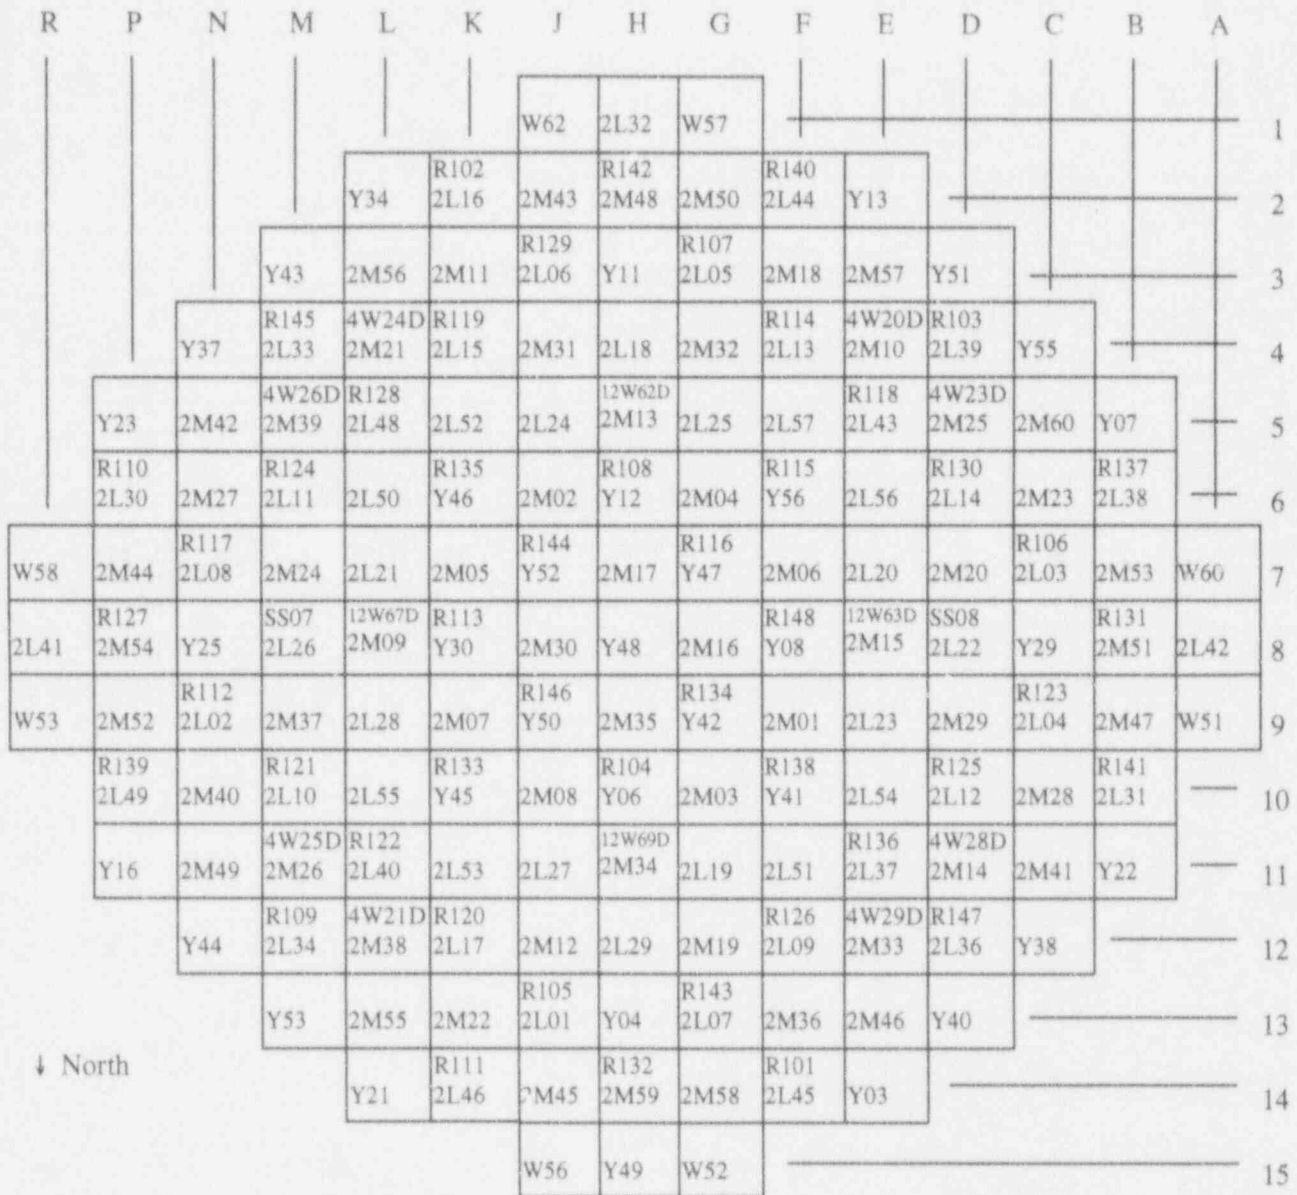 R P N M L K J H G F E D C B A
W62 2L32 W57 1
R102 R142 R140
Y34 2L16 2M43 2M48 2M50 2L44 Y13 2
R129 R107
Y43 2M56 2M11 2L06 Y11 2L05 2M18 2M57 Y51 3
R145 4W24D R119 R114 4W20D R103
Y37 2L33 2M21 2L15 2M31 2L18 2M32 2L13 2M10 2L39 Y55 4
4W26D R128 12W62D R118 4W23D
Y23 2M42 2M39 2L48 2L52 2L24 2M13 2L25 2L57 2L43 2M25 2M60 Y07 5
R110 R124 R135 R108 R115 R130 R137
2L30 2M27 2L11 2L50 Y46 2M02 Y12 2M04 Y56 2L56 2L14 2M23 2L38 6
R117 R144 R116 R106
W58 2M44 2L08 2M24 2L21 2M05 Y52 2M17 Y47 2M06 2L20 2M20 2L03 2M53 W60 7
R127 SS07 12W67D R113 R148 12W63D SS08 R131
2L41 2M54 Y25 2L26 2M09 Y30 2M30 Y48 2M16 Y08 2M15 2L22 Y29 2M51 2L42 8
R112 R146 R134 R123
W53 2M52 2L02 2M37 2L28 2M07 Y50 2M35 Y42 2M01 2L23 2M29 2L04 2M47 W51 9
R139 R121 R133 R104 R138 R125 R141
2L49 2M40 2L10 2L55 Y45 2M08 Y06 2M03 Y41 2L54 2L12 2M28 2L31 10
4W25D R122 12W69D R136 4W28D
Y16 2M49 2M26 2L40 2L53 2L27 2M34 2L19 2L51 2L37 2M14 2M41 Y22 11
R109 4W21D R120 R126 4W29D R147
Y44 2L34 2M38 2L17 2M12 2L29 2M19 2L09 2M33 2L36 Y38 12
R105 R143
Y53 2M55 2M22 2L01 Y04 2L07 2M36 2M46 Y40 13
↓ North
R111 R132 R101
Y21 2L46 2M45 2M59 2M58 2L45 Y03 14
W56 Y49 W52 15